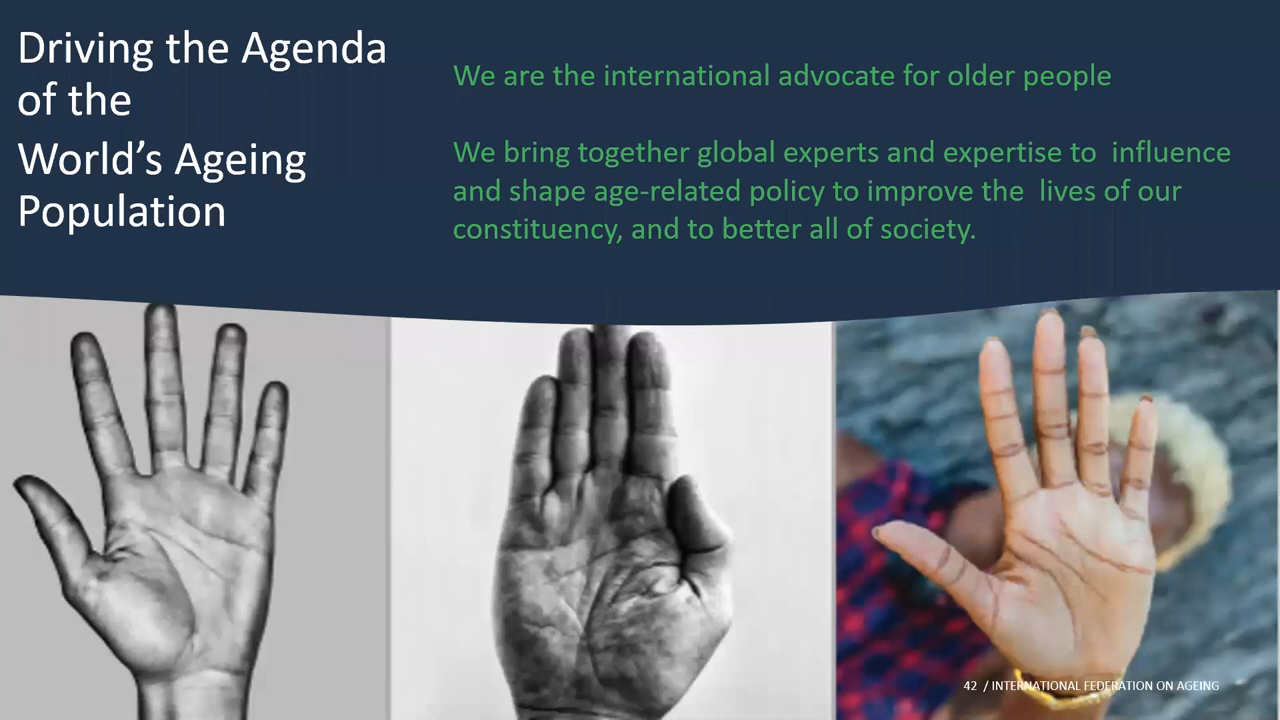 Driving the Agenda
of the
World's Ageing
Population
We are the international advocate for older people
We bring together global experts and expertise to  influence
and shape age-related policy to improve the  lives of our
constituency, and to better all of society.
42  / INTERNATIONAL FEDERATION ON AGEING